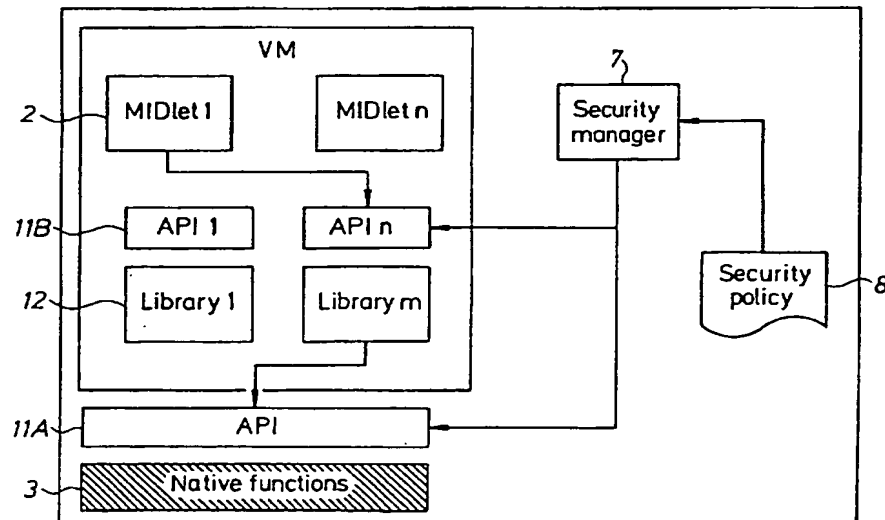 VM
7
2
MIDlet 1
MIDlet n
Security
manager
11B
API 1
API n
12
Library 1
Library m
Security
policy
8
11A
API
3
Native functions